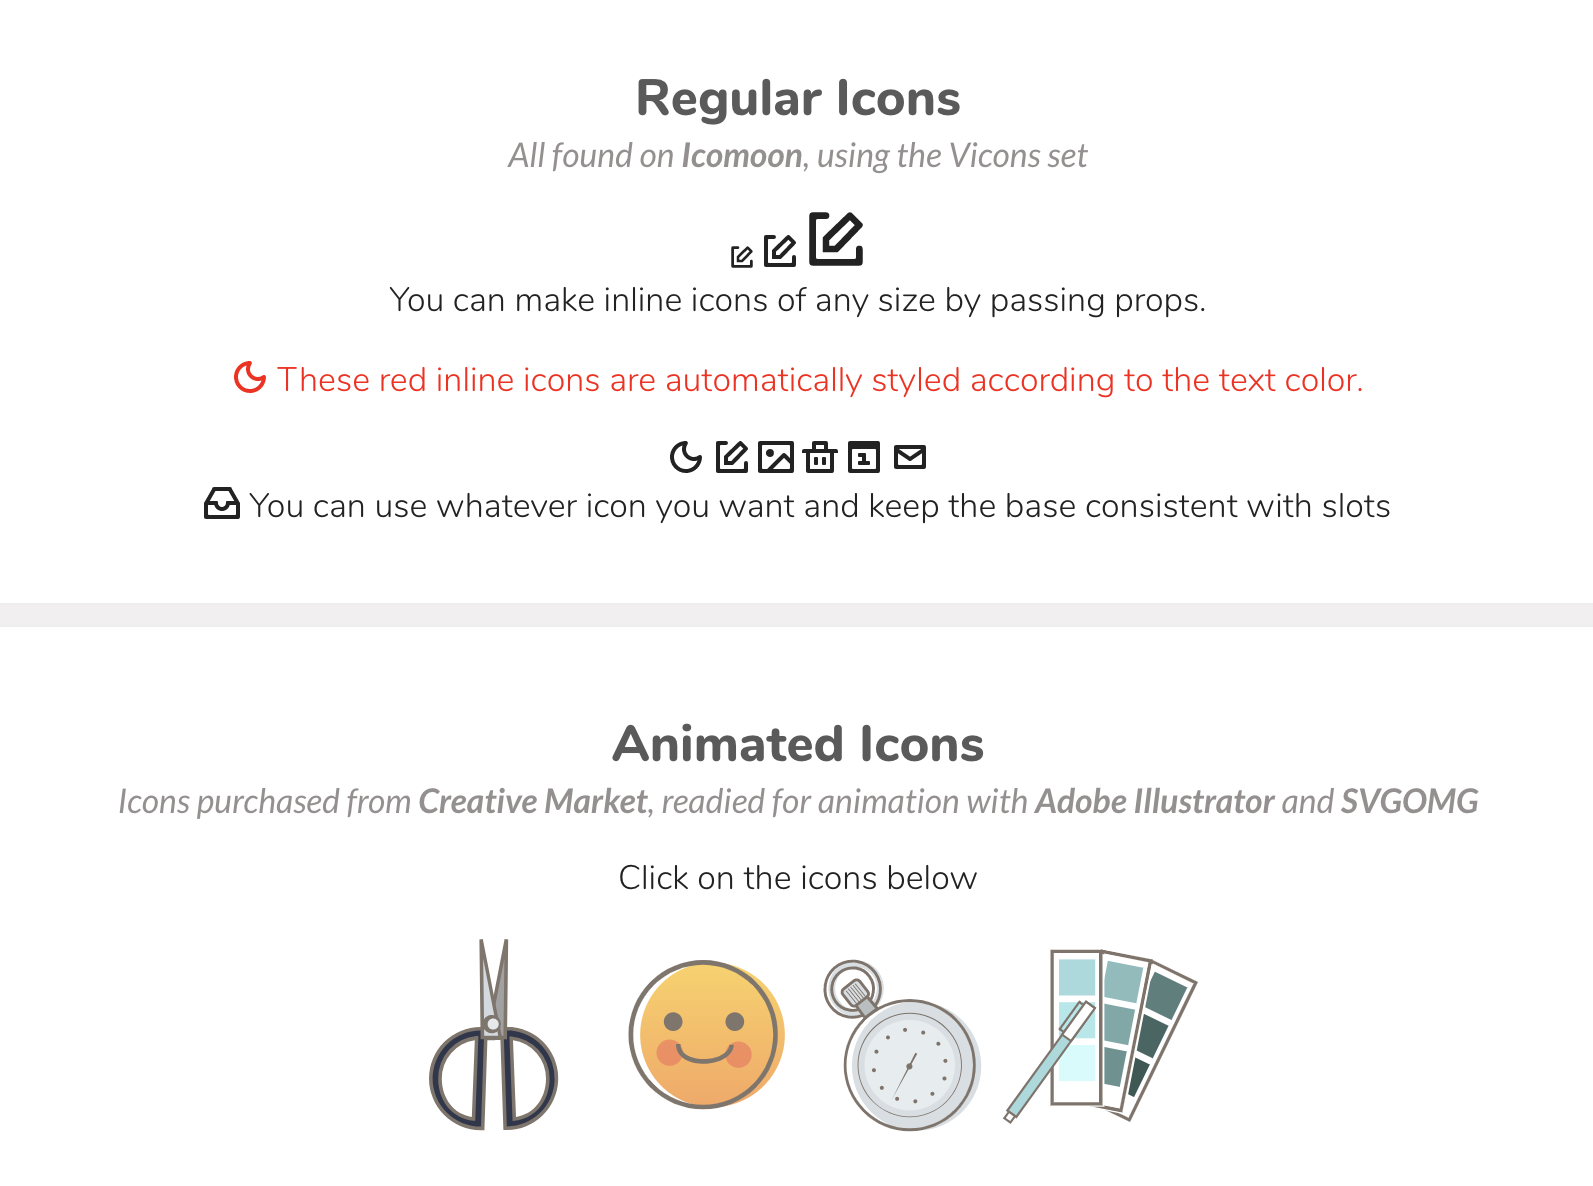 Regular Icons
All found on Icomoon, using the Vicons set
You can make inline icons of any size by passing props.
These red inline icons are automatically styled according to the text color.
1
You can use whatever icon you want and keep the base consistent with slots
Animated Icons
Icons purchased from Creative Market, readied for animation with Adobe Illustrator and SVGOMG
Click on the icons below